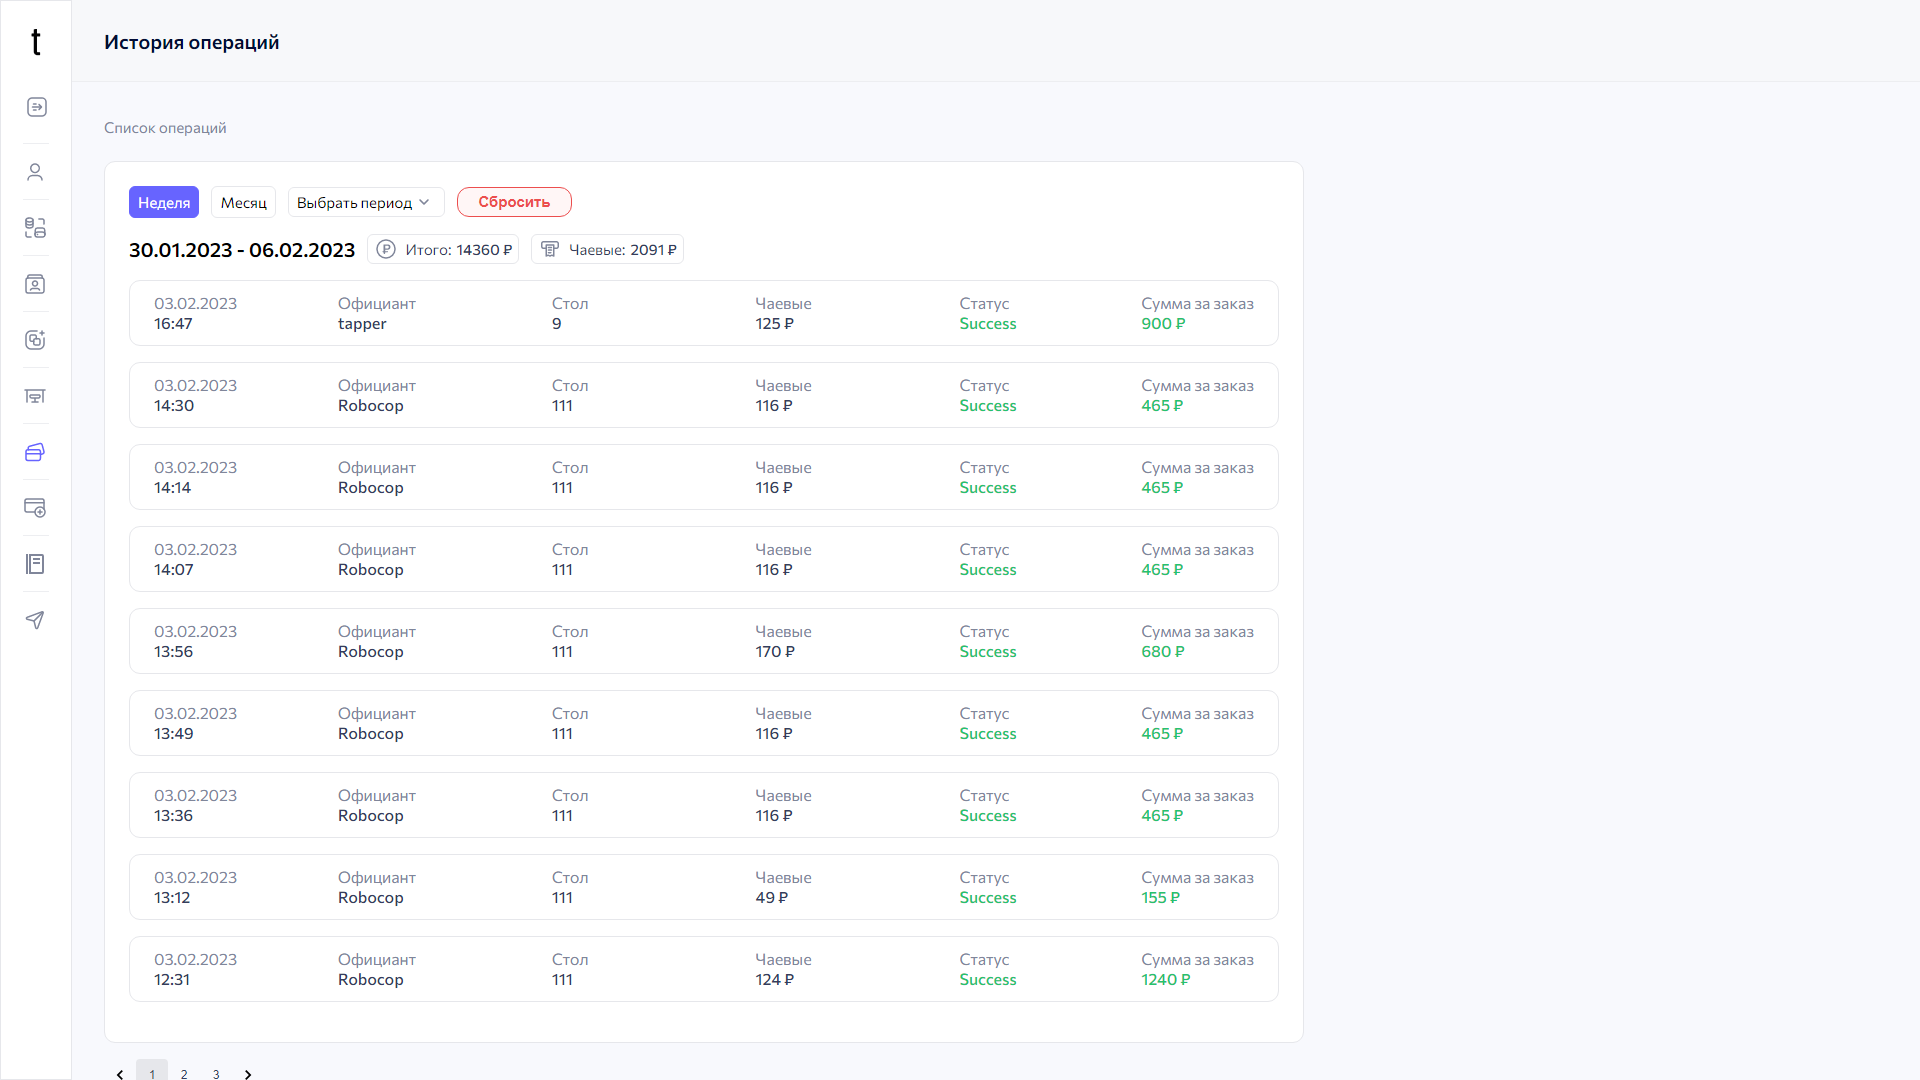 t
История операций
Список операций
Неделя Месяц Выбрать период Сбросить
30.01.2023 - 06.02.2023 Итого: 14360 ₽ Чаевые: 2091 ₽
03.02.2023 Официант Стол Чаевые Статус Сумма за заказ
16:47 tapper 9 125 ₽ Success 900 ₽
03.02.2023 Официант Стол Чаевые Статус Сумма за заказ
14:30 Robocop 111 116 ₽ Success 465 ₽
03.02.2023 Официант Стол Чаевые Статус Сумма за заказ
14:14 Robocop 111 116 ₽ Success 465 ₽
03.02.2023 Официант Стол Чаевые Статус Сумма за заказ
14:07 Robocop 111 116 ₽ Success 465 ₽
03.02.2023 Официант Стол Чаевые Статус Сумма за заказ
13:56 Robocop 111 170 ₽ Success 680 ₽
03.02.2023 Официант Стол Чаевые Статус Сумма за заказ
13:49 Robocop 111 116 ₽ Success 465 ₽
03.02.2023 Официант Стол Чаевые Статус Сумма за заказ
13:36 Robocop 111 116 ₽ Success 465 ₽
03.02.2023 Официант Стол Чаевые Статус Сумма за заказ
13:12 Robocop 111 49 ₽ Success 155 ₽
03.02.2023 Официант Стол Чаевые Статус Сумма за заказ
12:31 Robocop 111 124 ₽ Success 1240 ₽
1 2 3